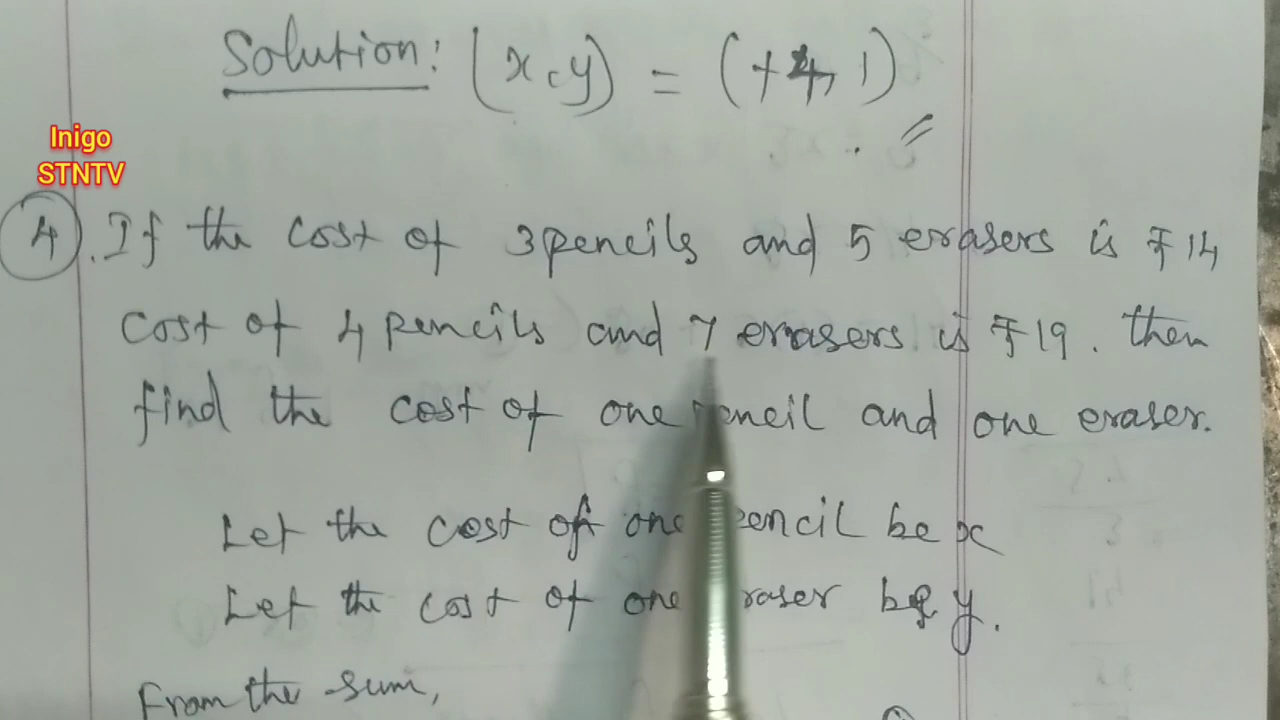 Solution: (x, y) = (+4, 1)
Inigo
STNTV
4. If the cost of 3 pencils and 5 erasers is ₹14
cost of 4 pencils and 7 erasers is ₹19. then
find the cost of one pencil and one eraser.
Let the cost of one pencil be x
Let the cost of one eraser be y.
From the sum,